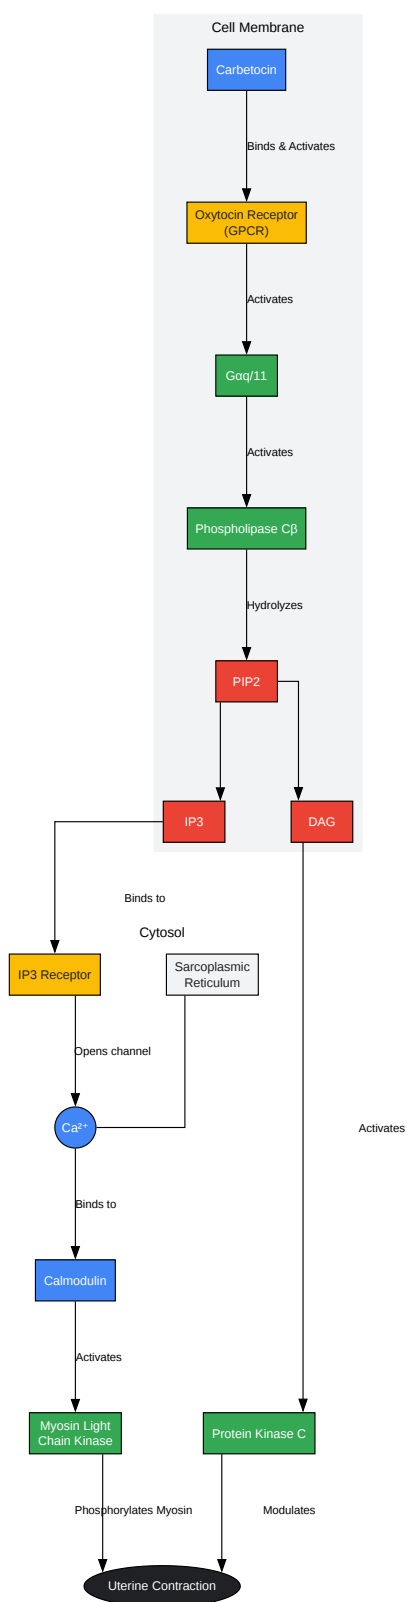 Cell Membrane
Carbetocin
Binds & Activates
Oxytocin Receptor
(GPCR)
Activates
Gαq/11
Activates
Phospholipase Cβ
Hydrolyzes
PIP2
IP3
DAG
Binds to
Cytosol
IP3 Receptor
Sarcoplasmic
Reticulum
Opens channel
Ca²⁺
Activates
Binds to
Calmodulin
Activates
Myosin Light
Chain Kinase
Protein Kinase C
Phosphorylates Myosin
Modulates
Uterine Contraction